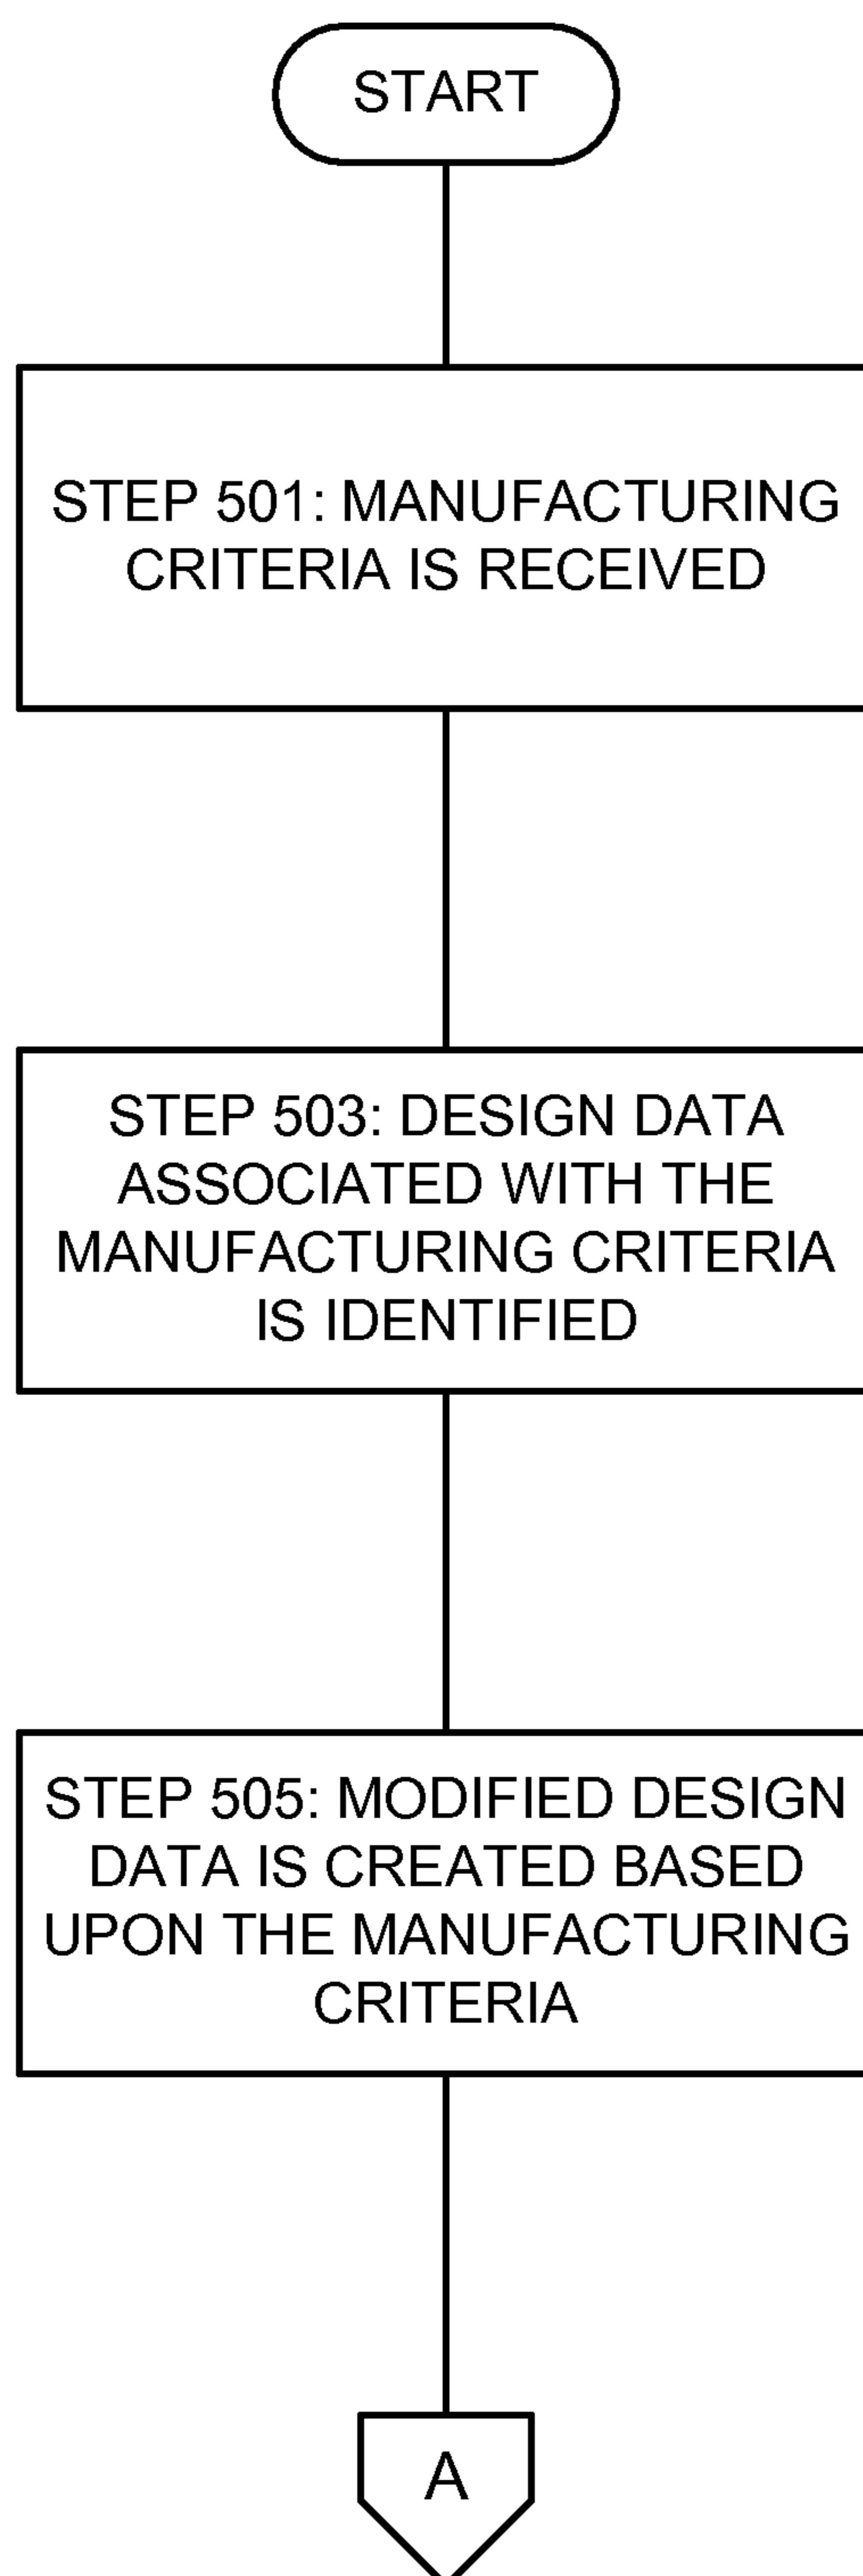 START
STEP 501: MANUFACTURING
CRITERIA IS RECEIVED
STEP 503: DESIGN DATA
ASSOCIATED WITH THE
MANUFACTURING CRITERIA
IS IDENTIFIED
STEP 505: MODIFIED DESIGN
DATA IS CREATED BASED
UPON THE MANUFACTURING
CRITERIA
A